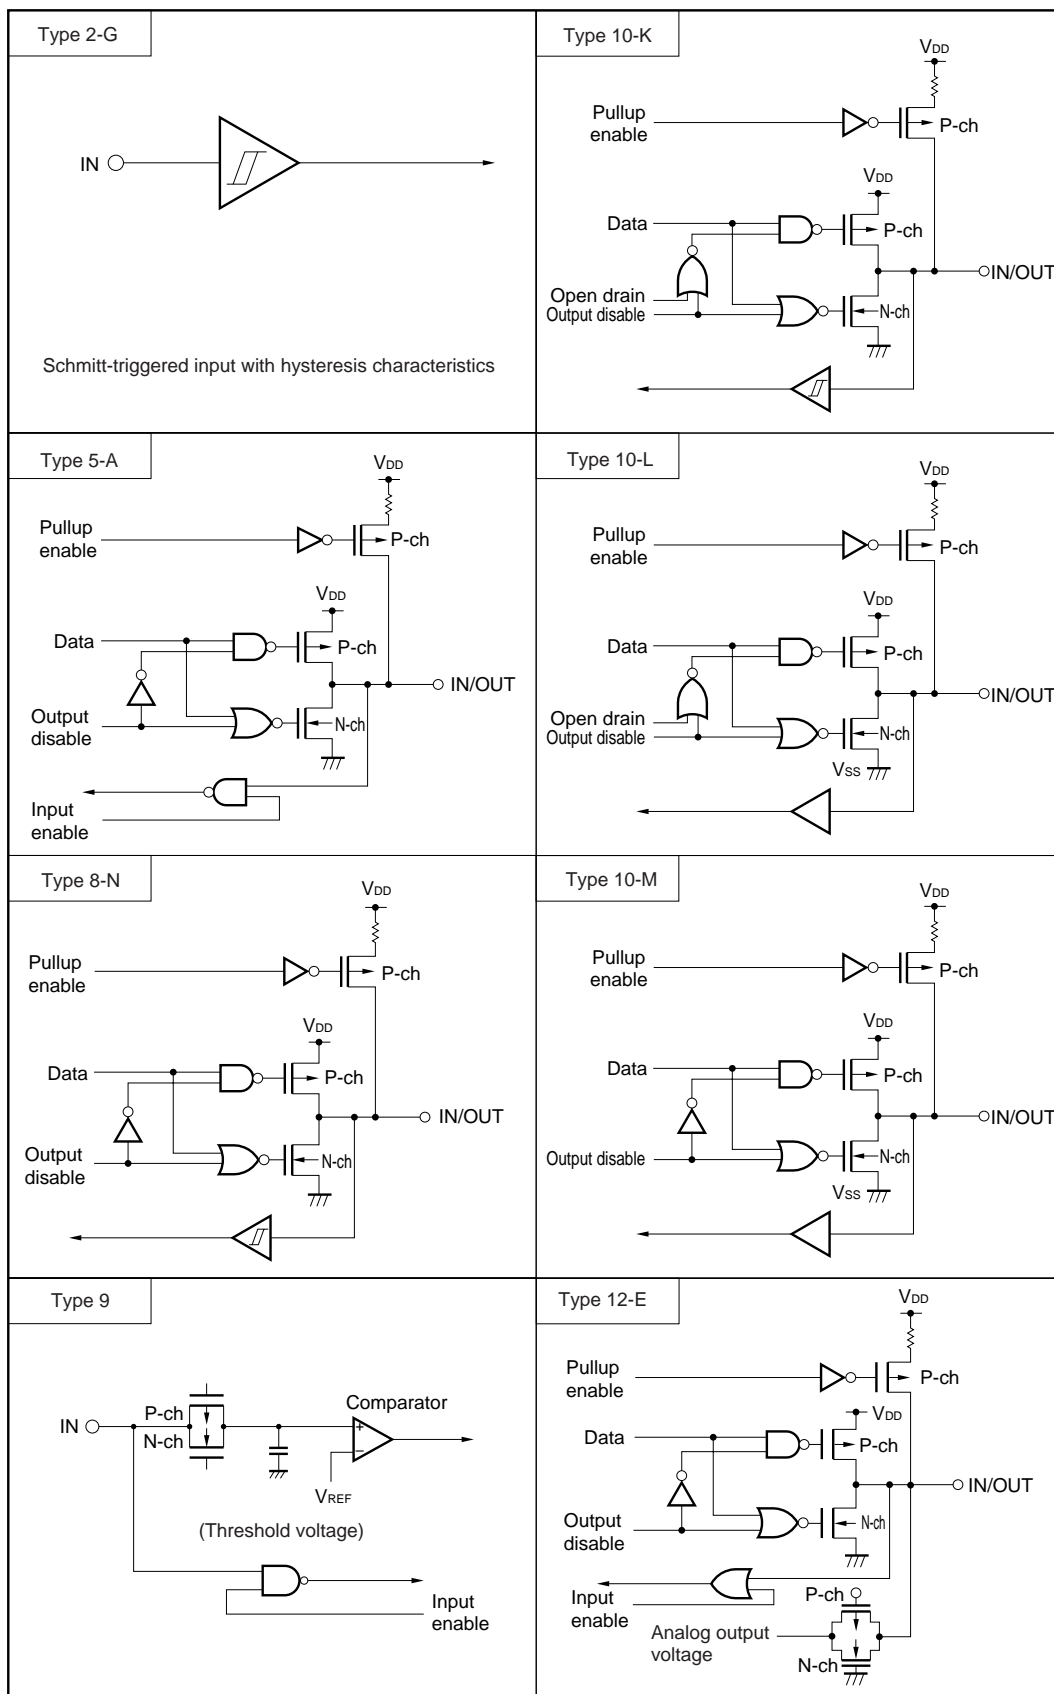 Type 2-G
IN
Schmitt-triggered input with hysteresis characteristics
Type 10-K
VDD
Pullup
enable
P-ch
VDD
Data
P-ch
IN/OUT
Open drain
Output disable
N-ch
Type 5-A
VDD
Pullup
enable
P-ch
VDD
Data
P-ch
IN/OUT
Output
disable
N-ch
Input
enable
Type 10-L
VDD
Pullup
enable
P-ch
VDD
Data
P-ch
IN/OUT
Open drain
Output disable
N-ch
VSS
Type 8-N
VDD
Pullup
enable
P-ch
VDD
Data
P-ch
IN/OUT
Output
disable
N-ch
Type 10-M
VDD
Pullup
enable
P-ch
VDD
Data
P-ch
IN/OUT
Output disable
N-ch
VSS
Type 9
IN
P-ch
N-ch
Comparator
+
−
VREF
(Threshold voltage)
Input
enable
Type 12-E
VDD
Pullup
enable
P-ch
VDD
Data
P-ch
IN/OUT
Output
disable
N-ch
Input
enable
P-ch
Analog output
voltage
N-ch